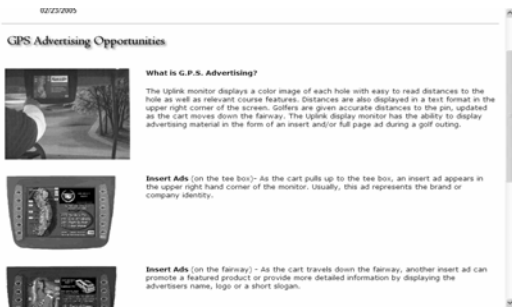 02/23/2005
GPS Advertising Opportunities
What is G.P.S. Advertising?
The Uplink monitor displays a color image of each hole with easy to read distances to the
hole as well as relevant course features. Distances are also displayed in a text format in the
upper right corner of the screen. Golfers are given accurate distances to the pin, updated
as the cart moves down the fairway. The Uplink display monitor has the ability to display
advertising material in the form of an insert and/or full page ad during a golf outing.
Insert Ads (on the tee box)- As the cart pulls up to the tee box, an insert ad appears in
the upper right hand corner of the monitor. Usually, this ad represents the brand or
company identity.
Insert Ads (on the fairway) - As the cart travels down the fairway, another insert ad can
promote a featured product or provide more detailed information by displaying the
advertisers name, logo or a short slogan.